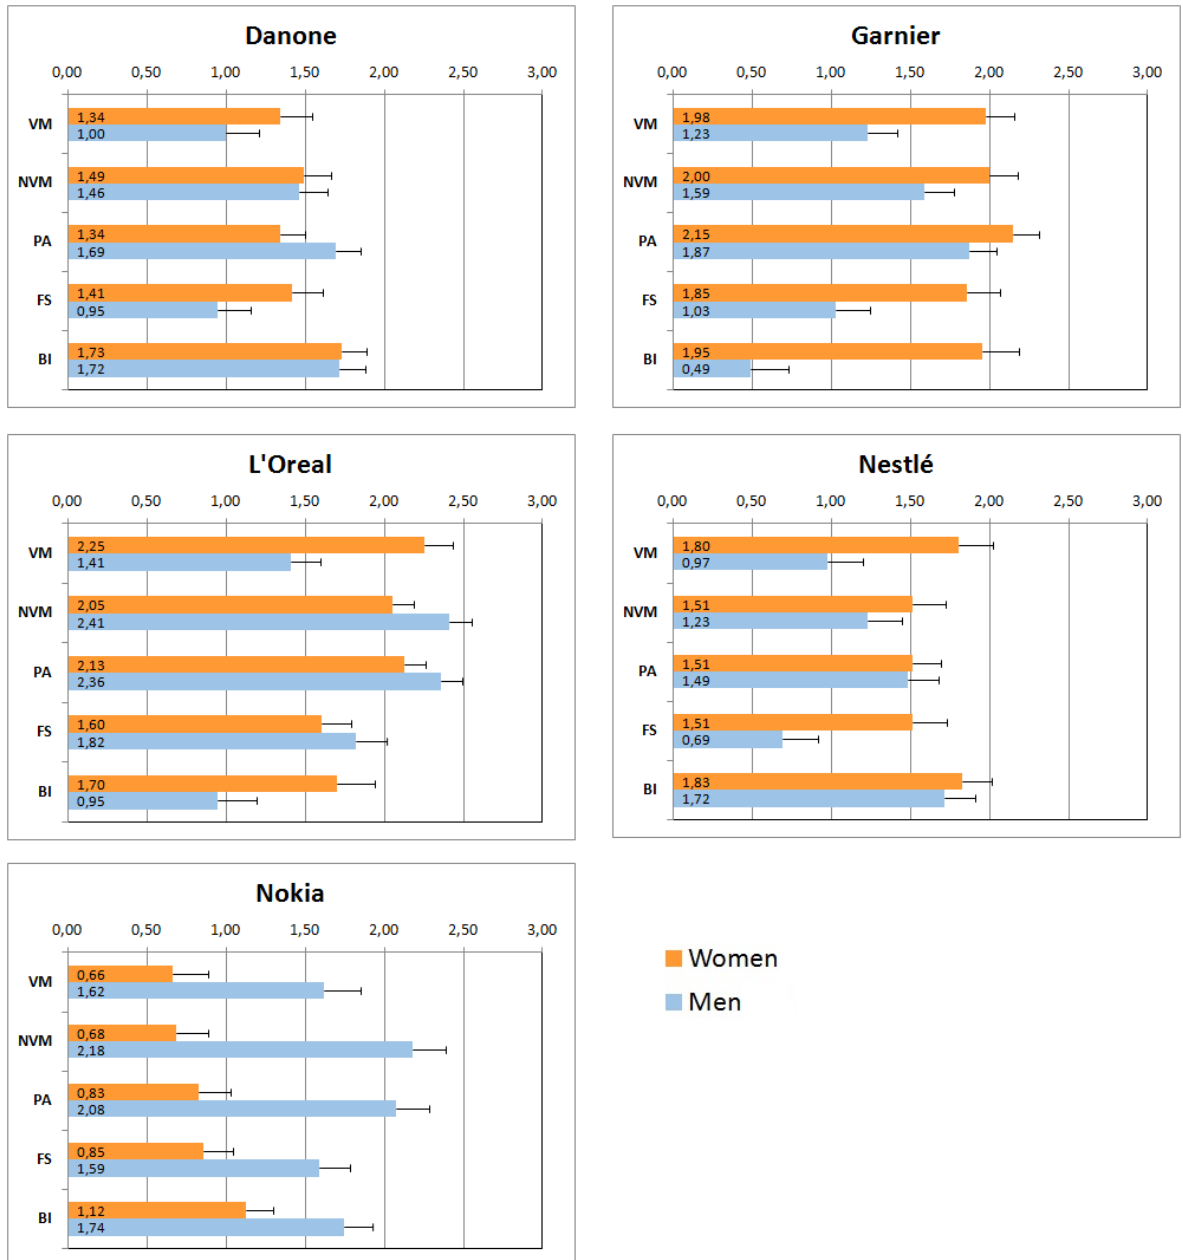 Danone
0,00 0,50 1,00 1,50 2,00 2,50 3,00
VM
1,34
1,00
NVM
1,49
1,46
PA
1,34
1,69
FS
1,41
0,95
BI
1,73
1,72
Garnier
0,00 0,50 1,00 1,50 2,00 2,50 3,00
VM
1,98
1,23
NVM
2,00
1,59
PA
2,15
1,87
FS
1,85
1,03
BI
1,95
0,49
L'Oreal
0,00 0,50 1,00 1,50 2,00 2,50 3,00
VM
2,25
1,41
NVM
2,05
2,41
PA
2,13
2,36
FS
1,60
1,82
BI
1,70
0,95
Nestlé
0,00 0,50 1,00 1,50 2,00 2,50 3,00
VM
1,80
0,97
NVM
1,51
1,23
PA
1,51
1,49
FS
1,51
0,69
BI
1,83
1,72
Nokia
0,00 0,50 1,00 1,50 2,00 2,50 3,00
VM
0,66
1,62
NVM
0,68
2,18
PA
0,83
2,08
FS
0,85
1,59
BI
1,12
1,74
Women
Men